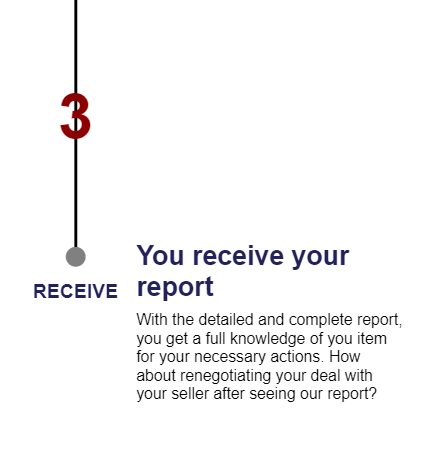 3
RECEIVE
You receive your
report
With the detailed and complete report,
you get a full knowledge of you item
for your necessary actions. How
about renegotiating your deal with
your seller after seeing our report?